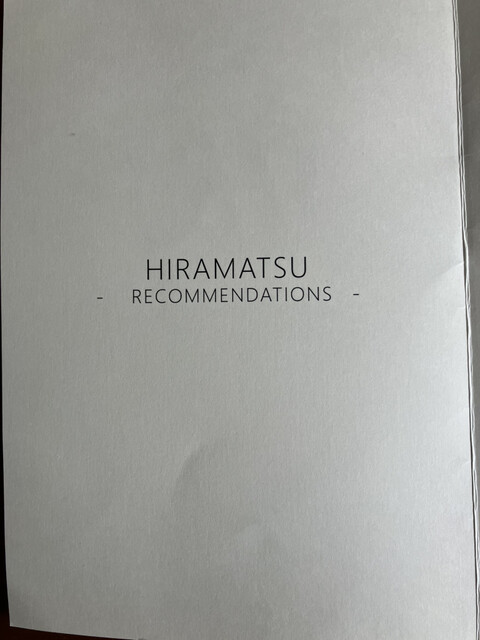 HIRAMATSU
- RECOMMENDATIONS -